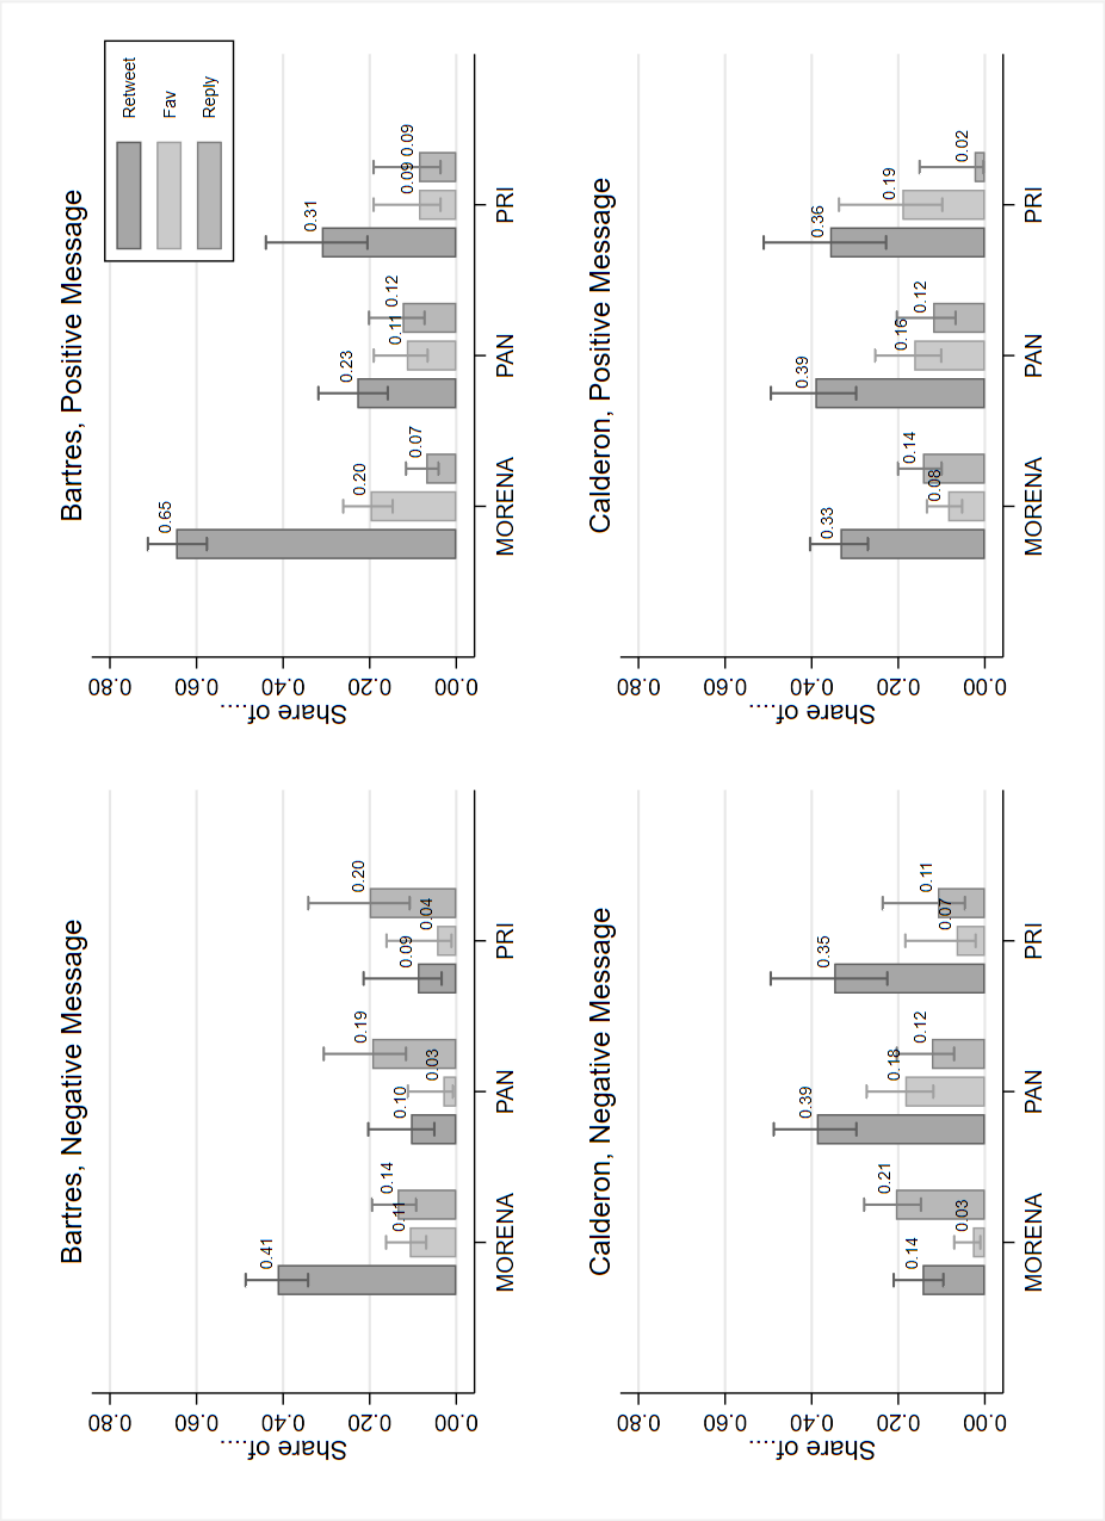 Bartres, Negative Message
Share of....
0.80
0.60
0.40
0.20
0.00
0.41
0.11
0.14
0.10
0.03
0.19
0.09
0.04
0.20
MORENA
PAN
PRI
Bartres, Positive Message
Share of....
0.80
0.60
0.40
0.20
0.00
0.65
0.20
0.07
0.23
0.11
0.12
0.31
0.09
0.09
MORENA
PAN
PRI
Retweet
Fav
Reply
Calderon, Negative Message
Share of....
0.80
0.60
0.40
0.20
0.00
0.14
0.03
0.21
0.39
0.18
0.12
0.35
0.07
0.11
MORENA
PAN
PRI
Calderon, Positive Message
Share of....
0.80
0.60
0.40
0.20
0.00
0.33
0.08
0.14
0.39
0.16
0.12
0.36
0.19
0.02
MORENA
PAN
PRI